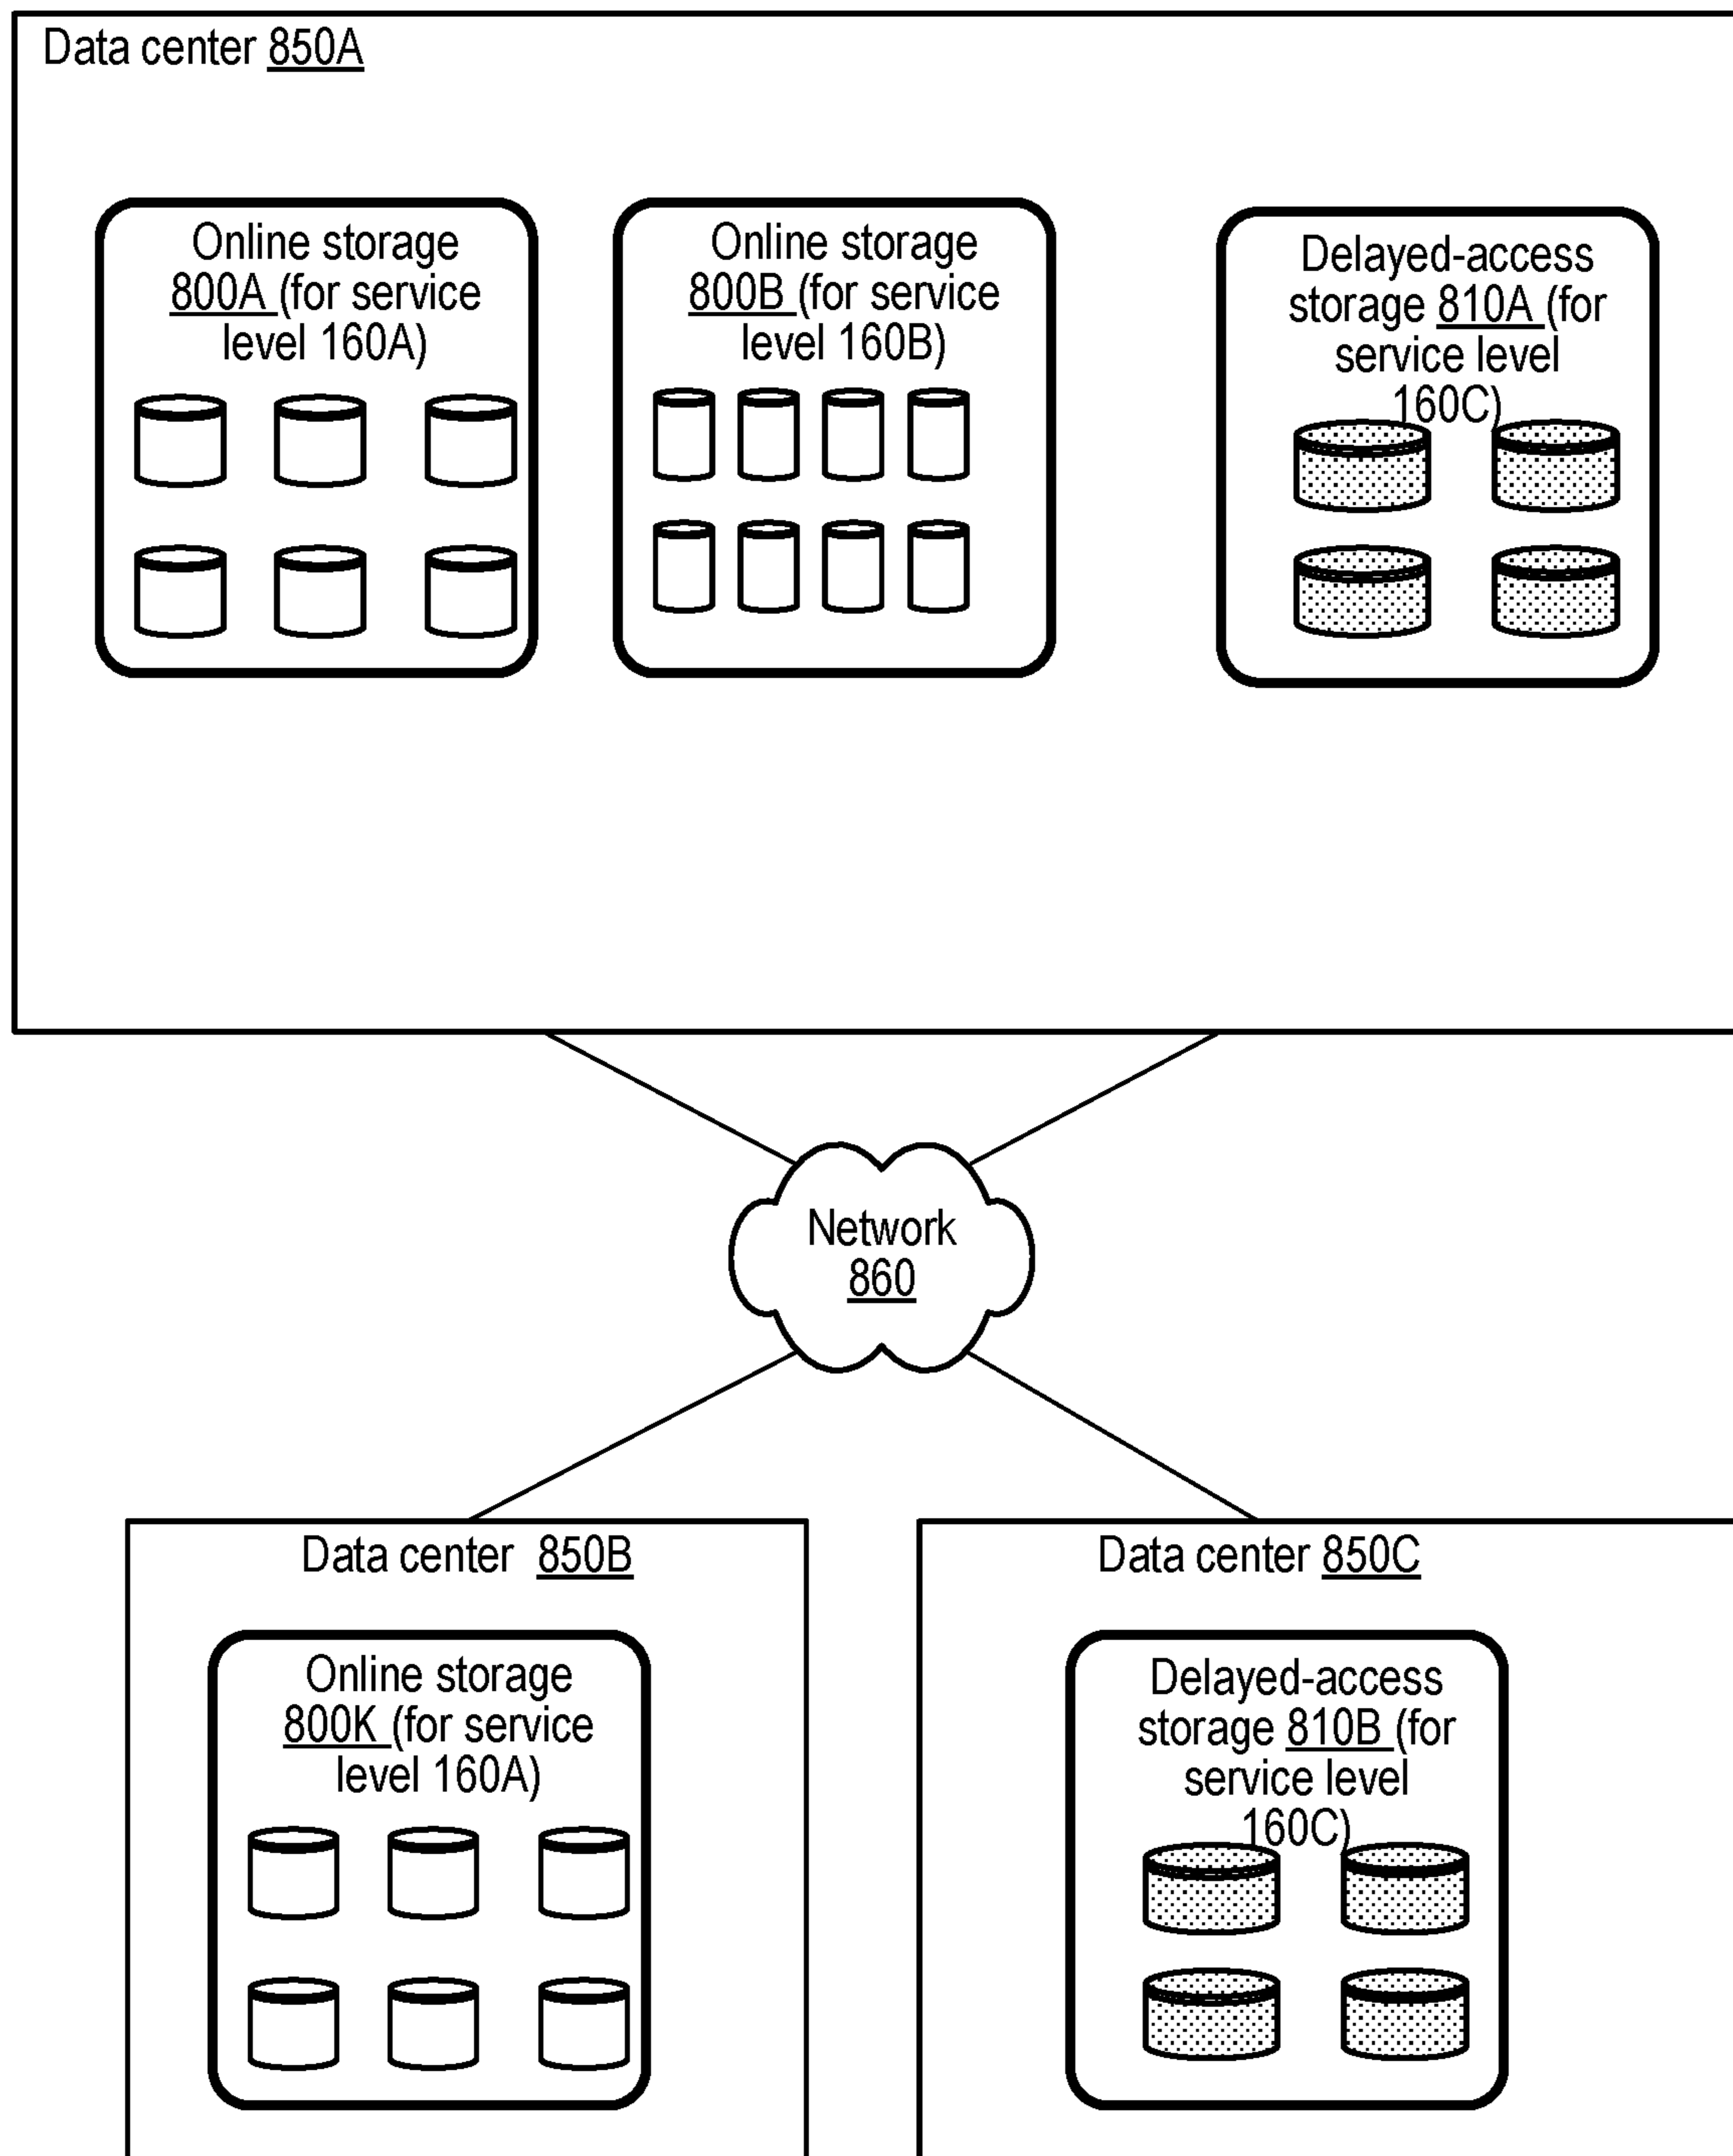 Data center 850A
Online storage
800A (for service
level 160A)
Online storage
800B (for service
level 160B)
Delayed-access
storage 810A (for
service level
160C)
Network
860
Data center 850B
Online storage
800K (for service
level 160A)
Data center 850C
Delayed-access
storage 810B (for
service level
160C)